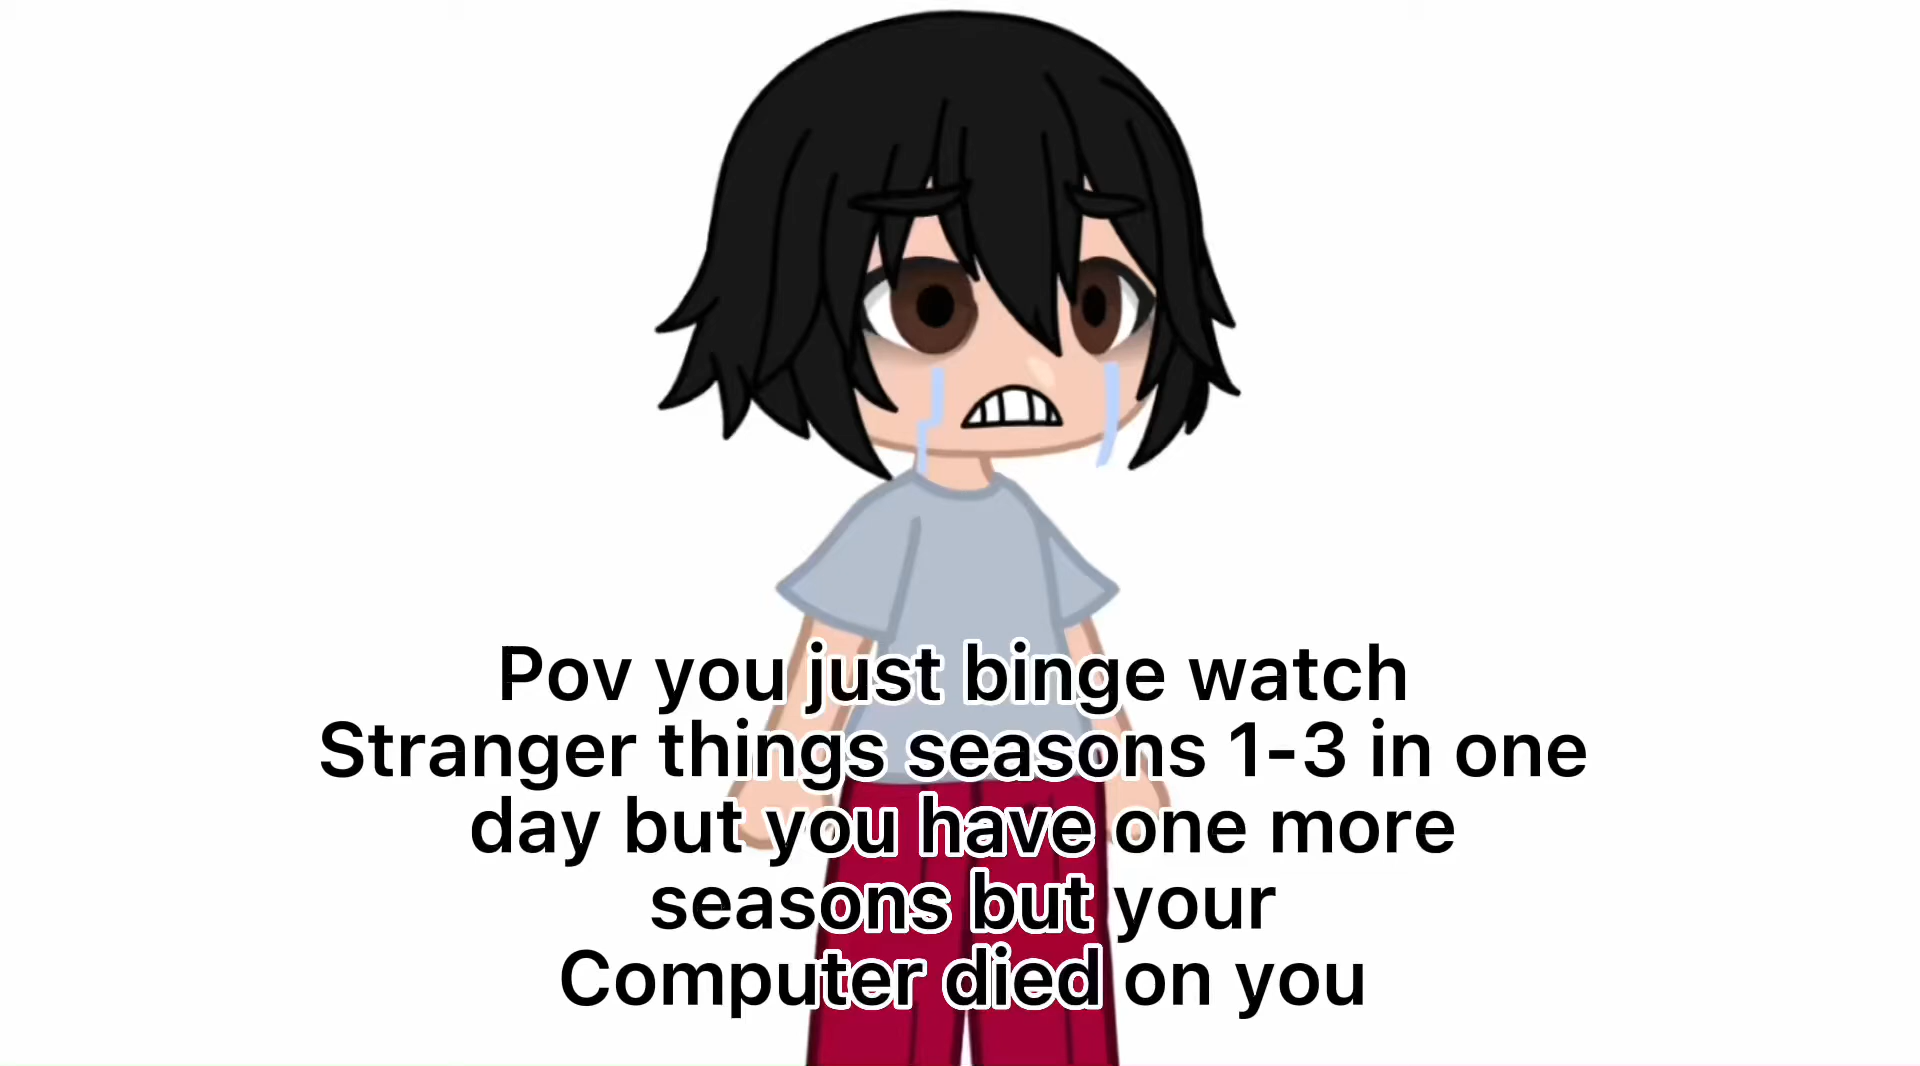 Pov you just binge watch
Stranger things seasons 1-3 in one
day but you have one more
seasons but your
Computer died on you